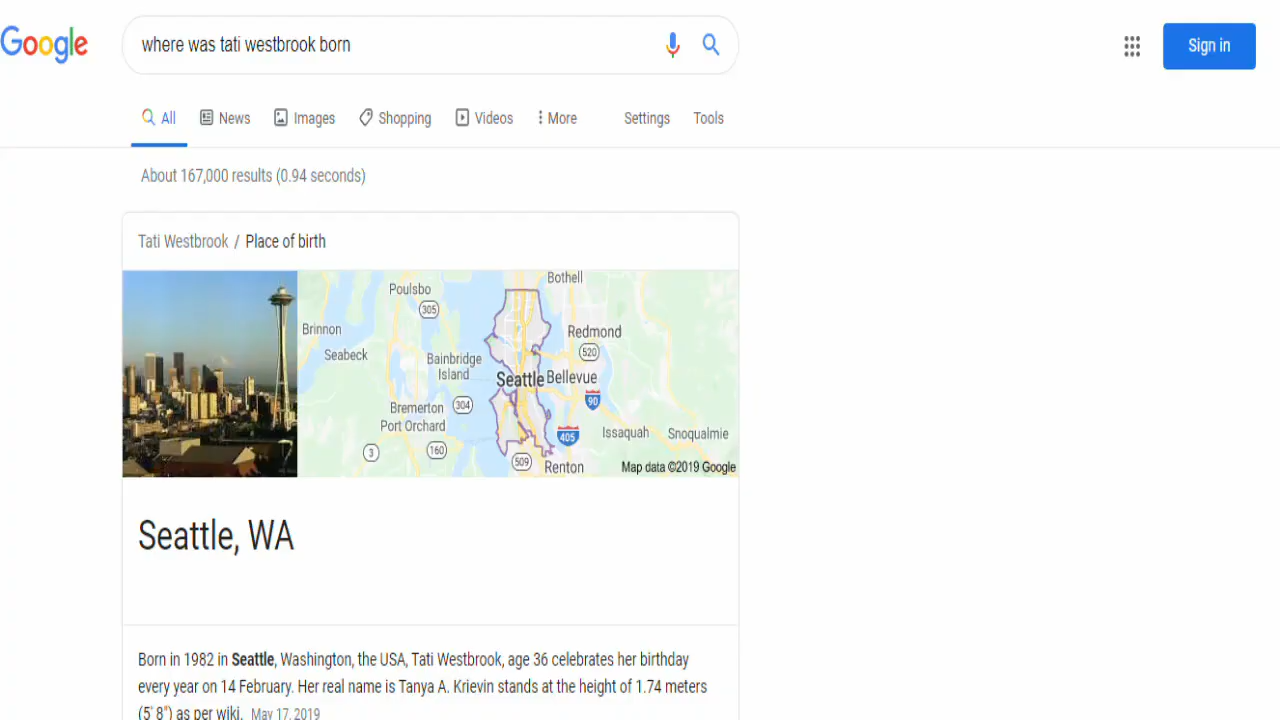 Google
where was tati westbrook born
Sign in
All News Images Shopping Videos More Settings Tools
About 167,000 results (0.94 seconds)
Tati Westbrook / Place of birth
Bothell
Poulsbo
305
Brinnon
Redmond
Seabeck
520
Bainbridge
Island
Seattle
Bellevue
90
Bremerton
304
Port Orchard
405
Issaquah
Snoqualmie
3
160
509
Renton
Map data ©2019 Google
Seattle, WA
Born in 1982 in Seattle, Washington, the USA, Tati Westbrook, age 36 celebrates her birthday
every year on 14 February. Her real name is Tanya A. Krievin stands at the height of 1.74 meters
(5' 8") as per wiki. May 17, 2019